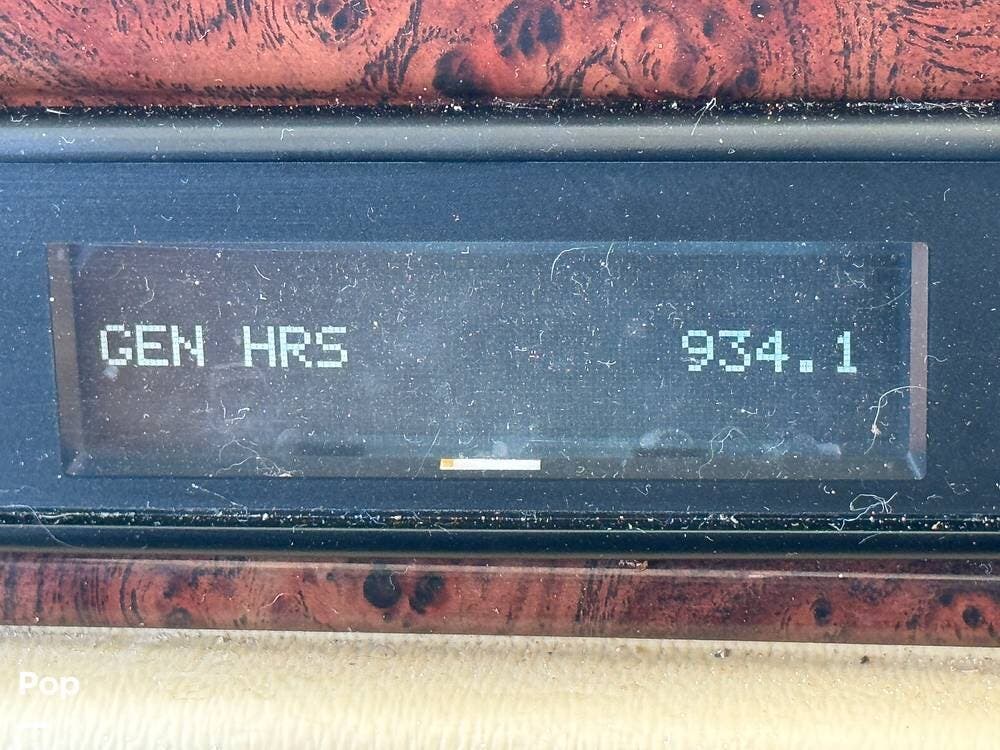 GEN HRS 934.1
Pop